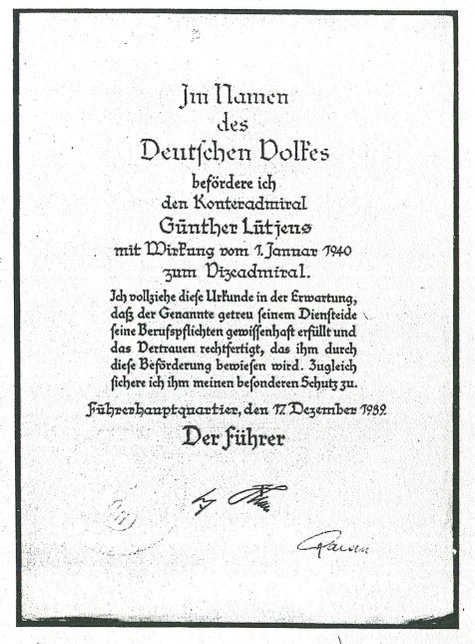 Im Namen
des
Deutschen Volkes
befördere ich
den Konteradmiral
Günther Lütjens
mit Wirkung vom 1. Januar 1940
zum Vizeadmiral.
Ich vollziehe diese Urkunde in der Erwartung,
daß der Genannte getreu seinem Diensteide
seine Berufspflichten gewissenhaft erfüllt und
das Vertrauen rechtfertigt, das ihm durch
diese Beförderung bewiesen wird. Zugleich
sichere ich ihm meinen besonderen Schutz zu.
Führerhauptquartier, den 17. Dezember 1939.
Der Führer